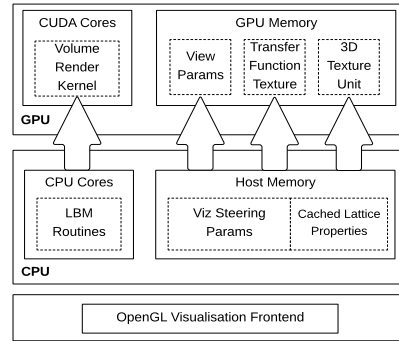 CUDA Cores
Volume
Render
Kernel
GPU Memory
View
Params
Transfer
Function
Texture
3D
Texture
Unit
GPU
CPU Cores
LBM
Routines
Host Memory
Viz Steering
Params
Cached Lattice
Properties
CPU
OpenGL Visualisation Frontend